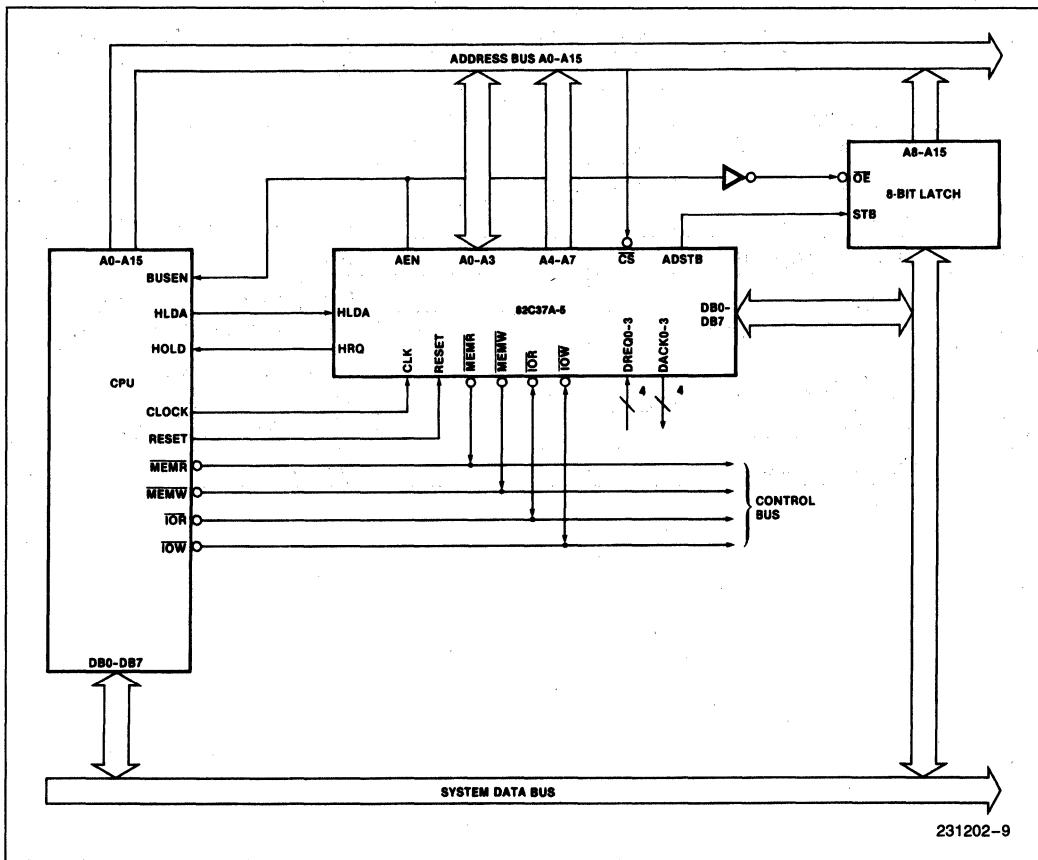 ADDRESS BUS A0-A15
A8-A15
OE
8-BIT LATCH
STB
A0-A15
BUSEN
HLDA
HOLD
CPU
CLOCK
RESET
MEMR
MEMW
IOR
IOW
DB0-DB7
AEN
A0-A3
A4-A7
CS
ADSTB
HLDA
82C37A-5
DB0-
DB7
HRQ
CLK
RESET
MEMR
MEMW
IOR
IOW
DREQ0-3
DACK0-3
4
4
CONTROL
BUS
SYSTEM DATA BUS
231202-9